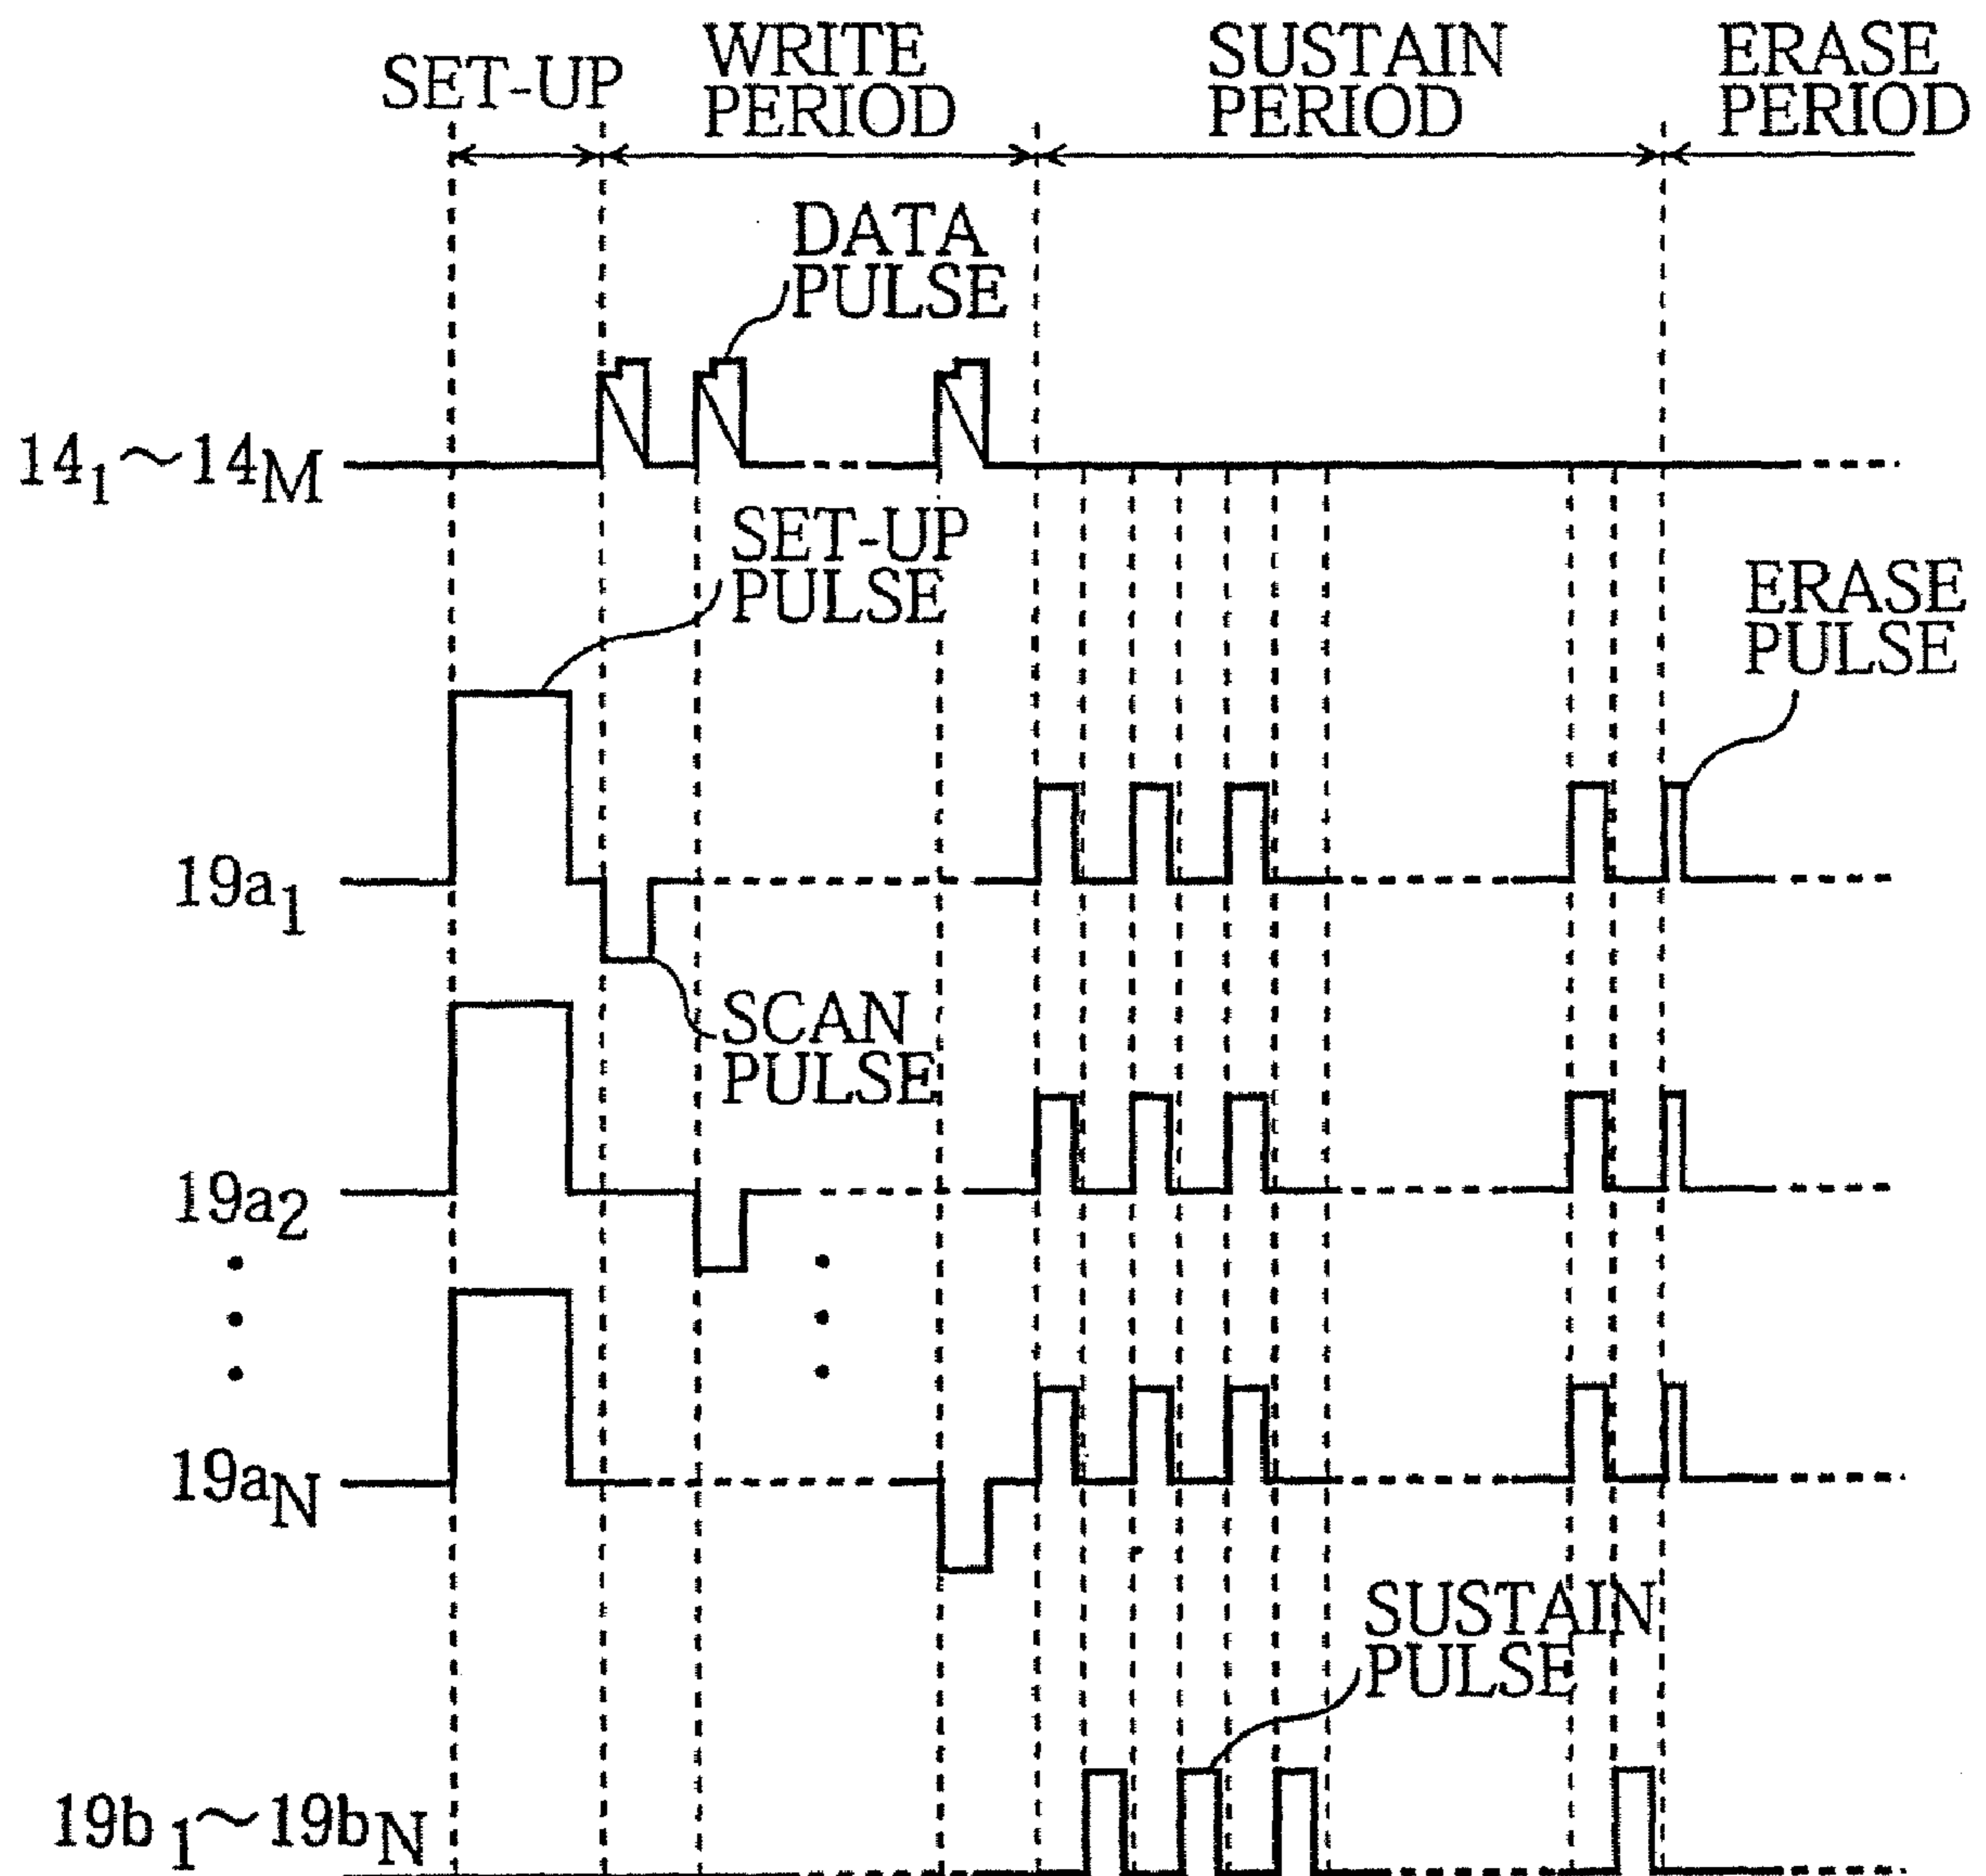 SET-UP
WRITE
PERIOD
SUSTAIN
PERIOD
ERASE
PERIOD
DATA
PULSE
14₁~14M
SET-UP
PULSE
ERASE
PULSE
19a₁
SCAN
PULSE
19a₂
19aN
SUSTAIN
PULSE
19b₁~19bN